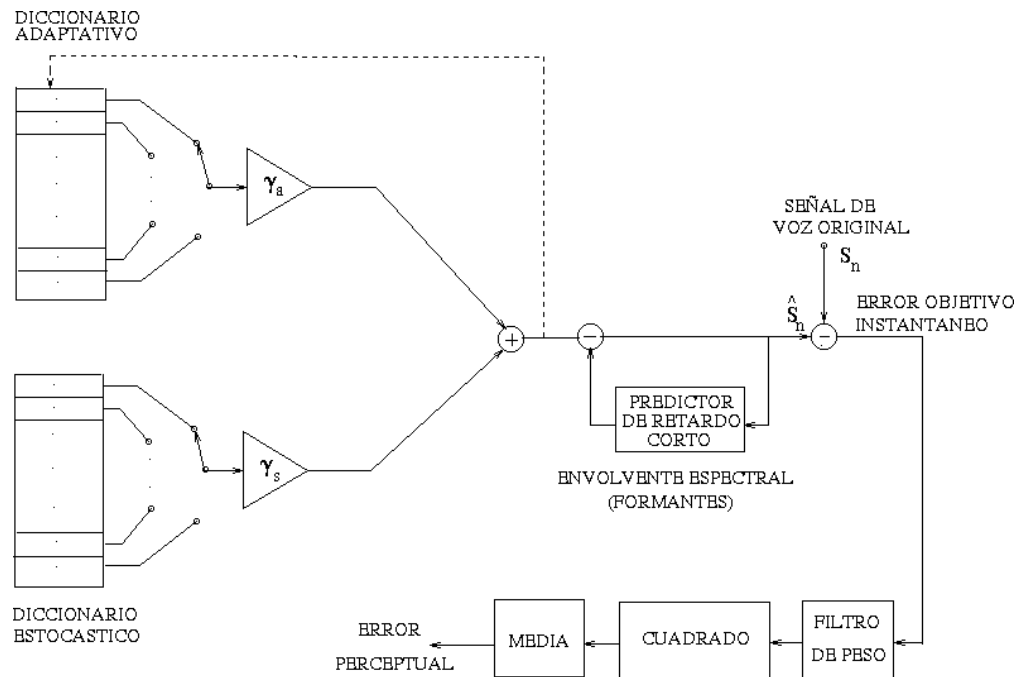 DICCIONARIO
ADAPTATIVO
γa
SEÑAL DE
VOZ ORIGINAL
Sn
Ŝn
ERROR OBJETIVO
INSTANTANEO
+
-
-
PREDICTOR
DE RETARDO
CORTO
ENVOLVENTE ESPECTRAL
(FORMANTES)
γs
DICCIONARIO
ESTOCASTICO
ERROR
PERCEPTUAL
MEDIA
CUADRADO
FILTRO
DE PESO